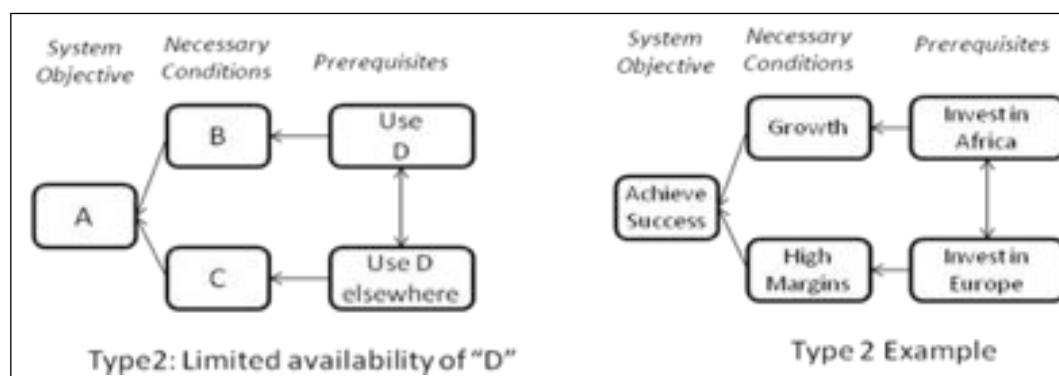 System
Objective
Necessary
Conditions
Prerequisites
B
Use
D
A
C
Use D
elsewhere
Type2: Limited availability of "D"
System
Objective
Necessary
Conditions
Prerequisites
Growth
Invest in
Africa
Achieve
Success
High
Margins
Invest in
Europe
Type 2 Example